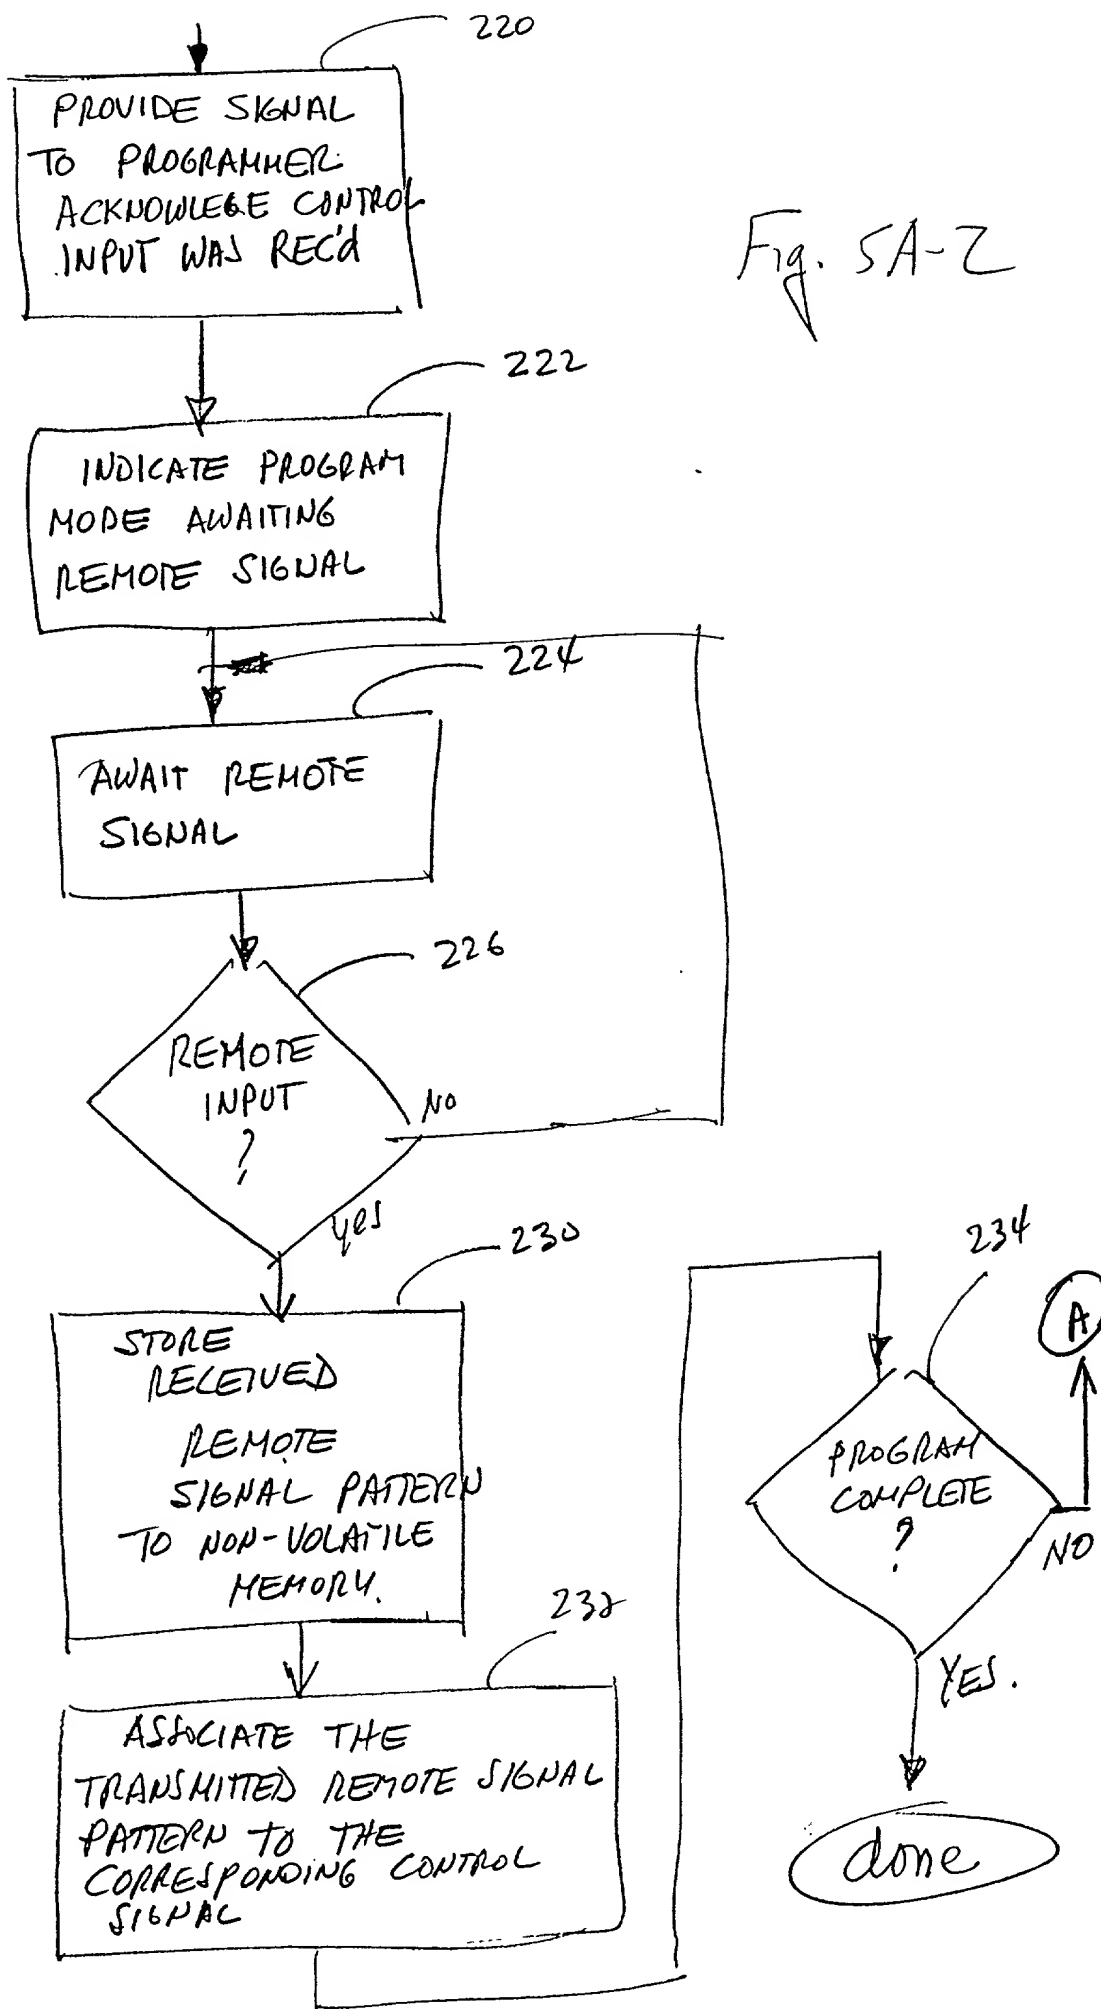 220
PROVIDE SIGNAL
TO PROGRAMMER
ACKNOWLEGE CONTROL
INPUT WAS REC'd
Fig. 5A-2
222
INDICATE PROGRAM
MODE AWAITING
REMOTE SIGNAL
224
AWAIT REMOTE
SIGNAL
226
REMOTE
INPUT
?
NO
yes
230
STORE
RECEIVED
REMOTE
SIGNAL PATTERN
TO NON-VOLATILE
MEMORY.
232
ASSOCIATE THE
TRANSMITTED REMOTE SIGNAL
PATTERN TO THE
CORRESPONDING CONTROL
SIGNAL
234
A
PROGRAM
COMPLETE
?
NO
YES.
done